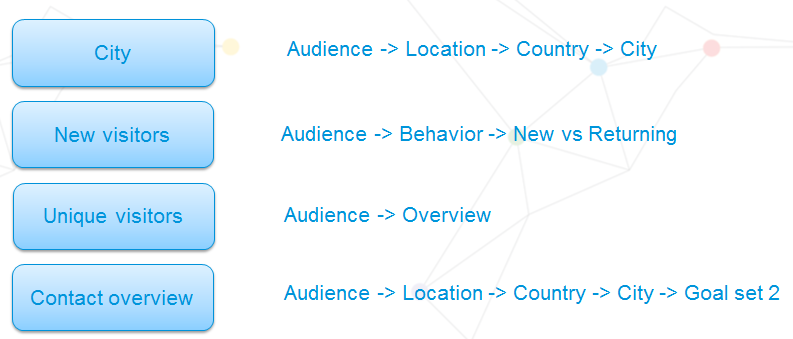 City
Audience -> Location -> Country -> City
New visitors
Audience -> Behavior -> New vs Returning
Unique visitors
Audience -> Overview
Contact overview
Audience -> Location -> Country -> City -> Goal set 2